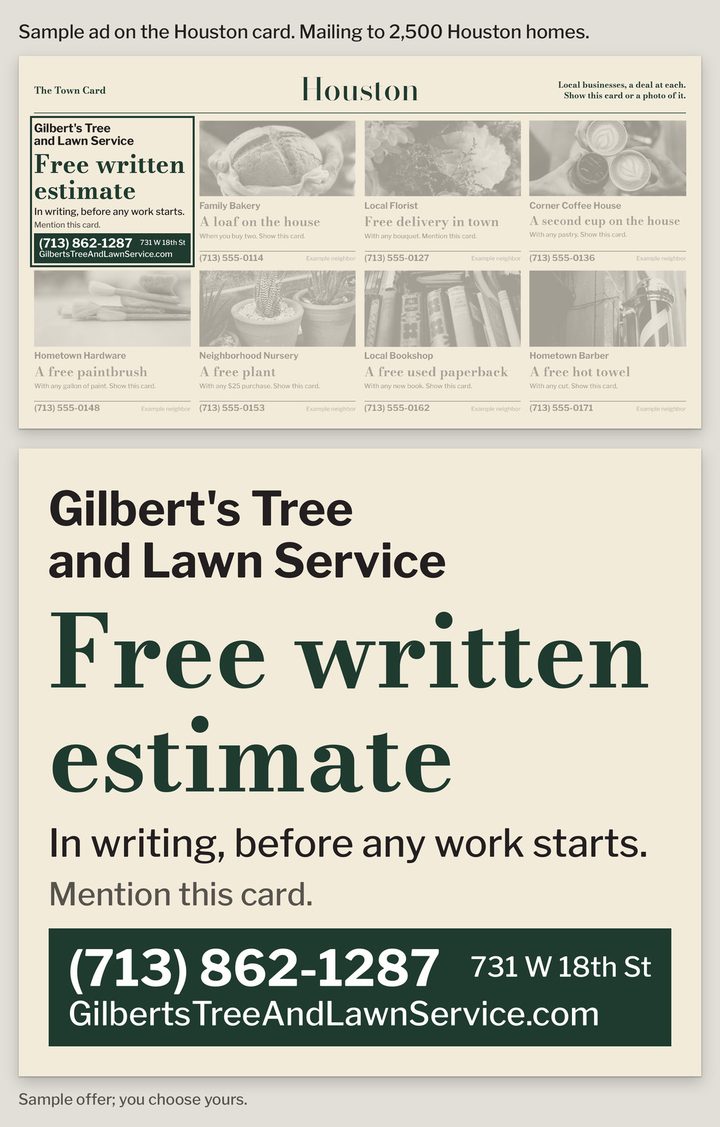 Sample ad on the Houston card. Mailing to 2,500 Houston homes.
The Town Card
Houston
Local businesses, a deal at each.
Show this card or a photo of it.
Gilbert's Tree
and Lawn Service
Free written
estimate
In writing, before any work starts.
Mention this card.
(713) 862-1287 731 W 18th St
GilbertsTreeAndLawnService.com
Family Bakery
A loaf on the house
When you buy two. Show this card.
(713) 555-0114 Example neighbor
Local Florist
Free delivery in town
With any bouquet. Mention this card.
(713) 555-0127 Example neighbor
Corner Coffee House
A second cup on the house
With any pastry. Show this card.
(713) 555-0136 Example neighbor
Hometown Hardware
A free paintbrush
With any gallon of paint. Show this card.
(713) 555-0148 Example neighbor
Neighborhood Nursery
A free plant
With any $25 purchase. Show this card.
(713) 555-0153 Example neighbor
Local Bookshop
A free used paperback
With any new book. Show this card.
(713) 555-0162 Example neighbor
Hometown Barber
A free hot towel
With any cut. Show this card.
(713) 555-0171 Example neighbor
Gilbert's Tree
and Lawn Service
Free written
estimate
In writing, before any work starts.
Mention this card.
(713) 862-1287 731 W 18th St
GilbertsTreeAndLawnService.com
Sample offer; you choose yours.